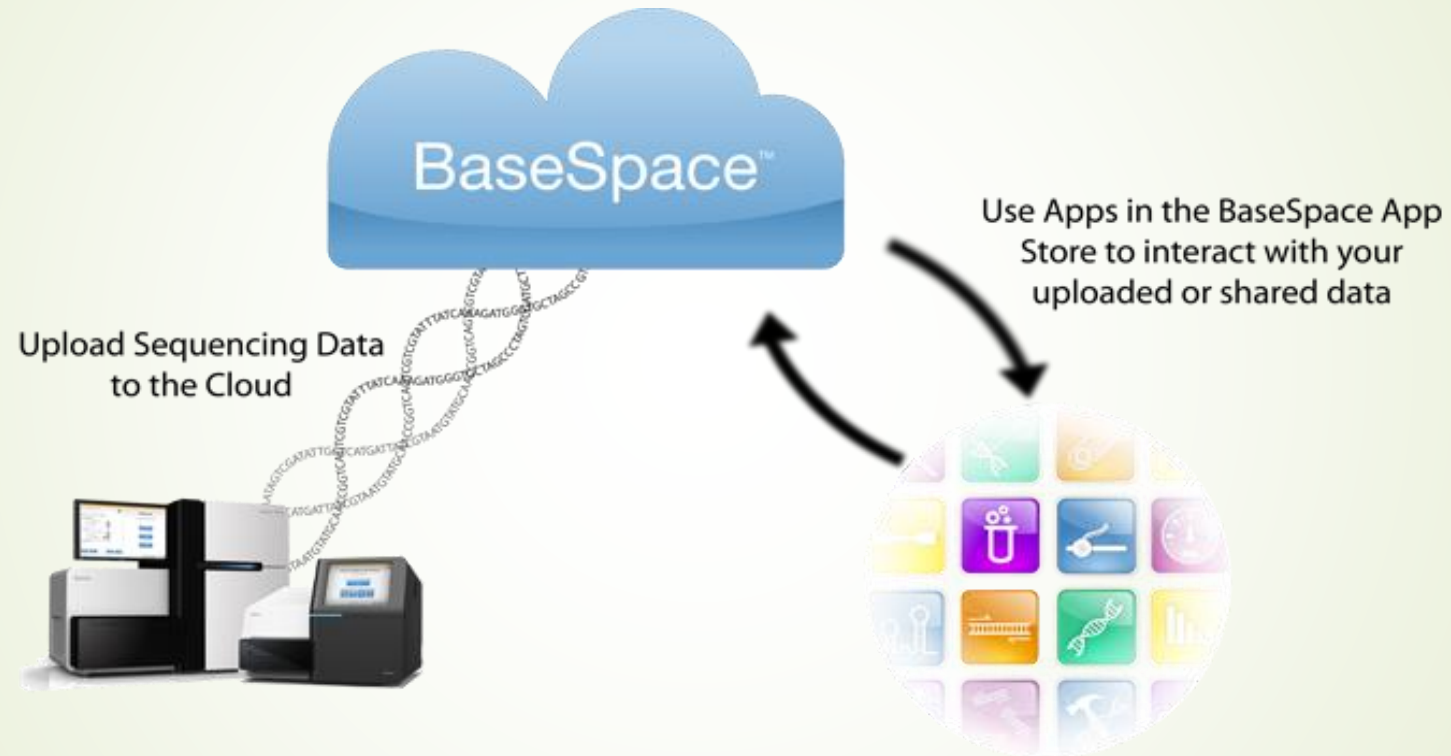 BaseSpace™
Use Apps in the BaseSpace App
Store to interact with your
uploaded or shared data
Upload Sequencing Data
to the Cloud